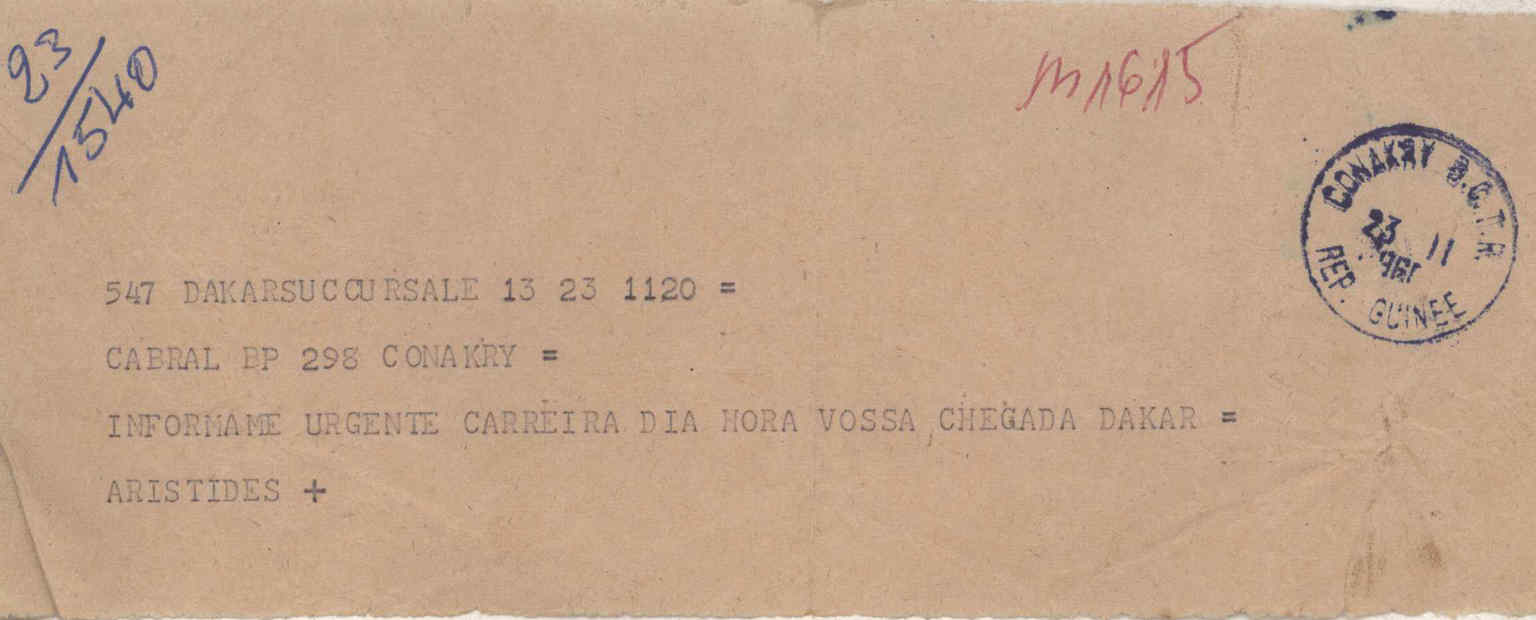 23/1540
m1615
CONAKRY B.C.T.R
23 11
REP. GUINEE
547 DAKARSUCCURSALE 13 23 1120 =
CABRAL BP 298 CONAKRY =
INFORMAME URGENTE CARREIRA DIA HORA VOSSA,CHEGADA DAKAR =
ARISTIDES +